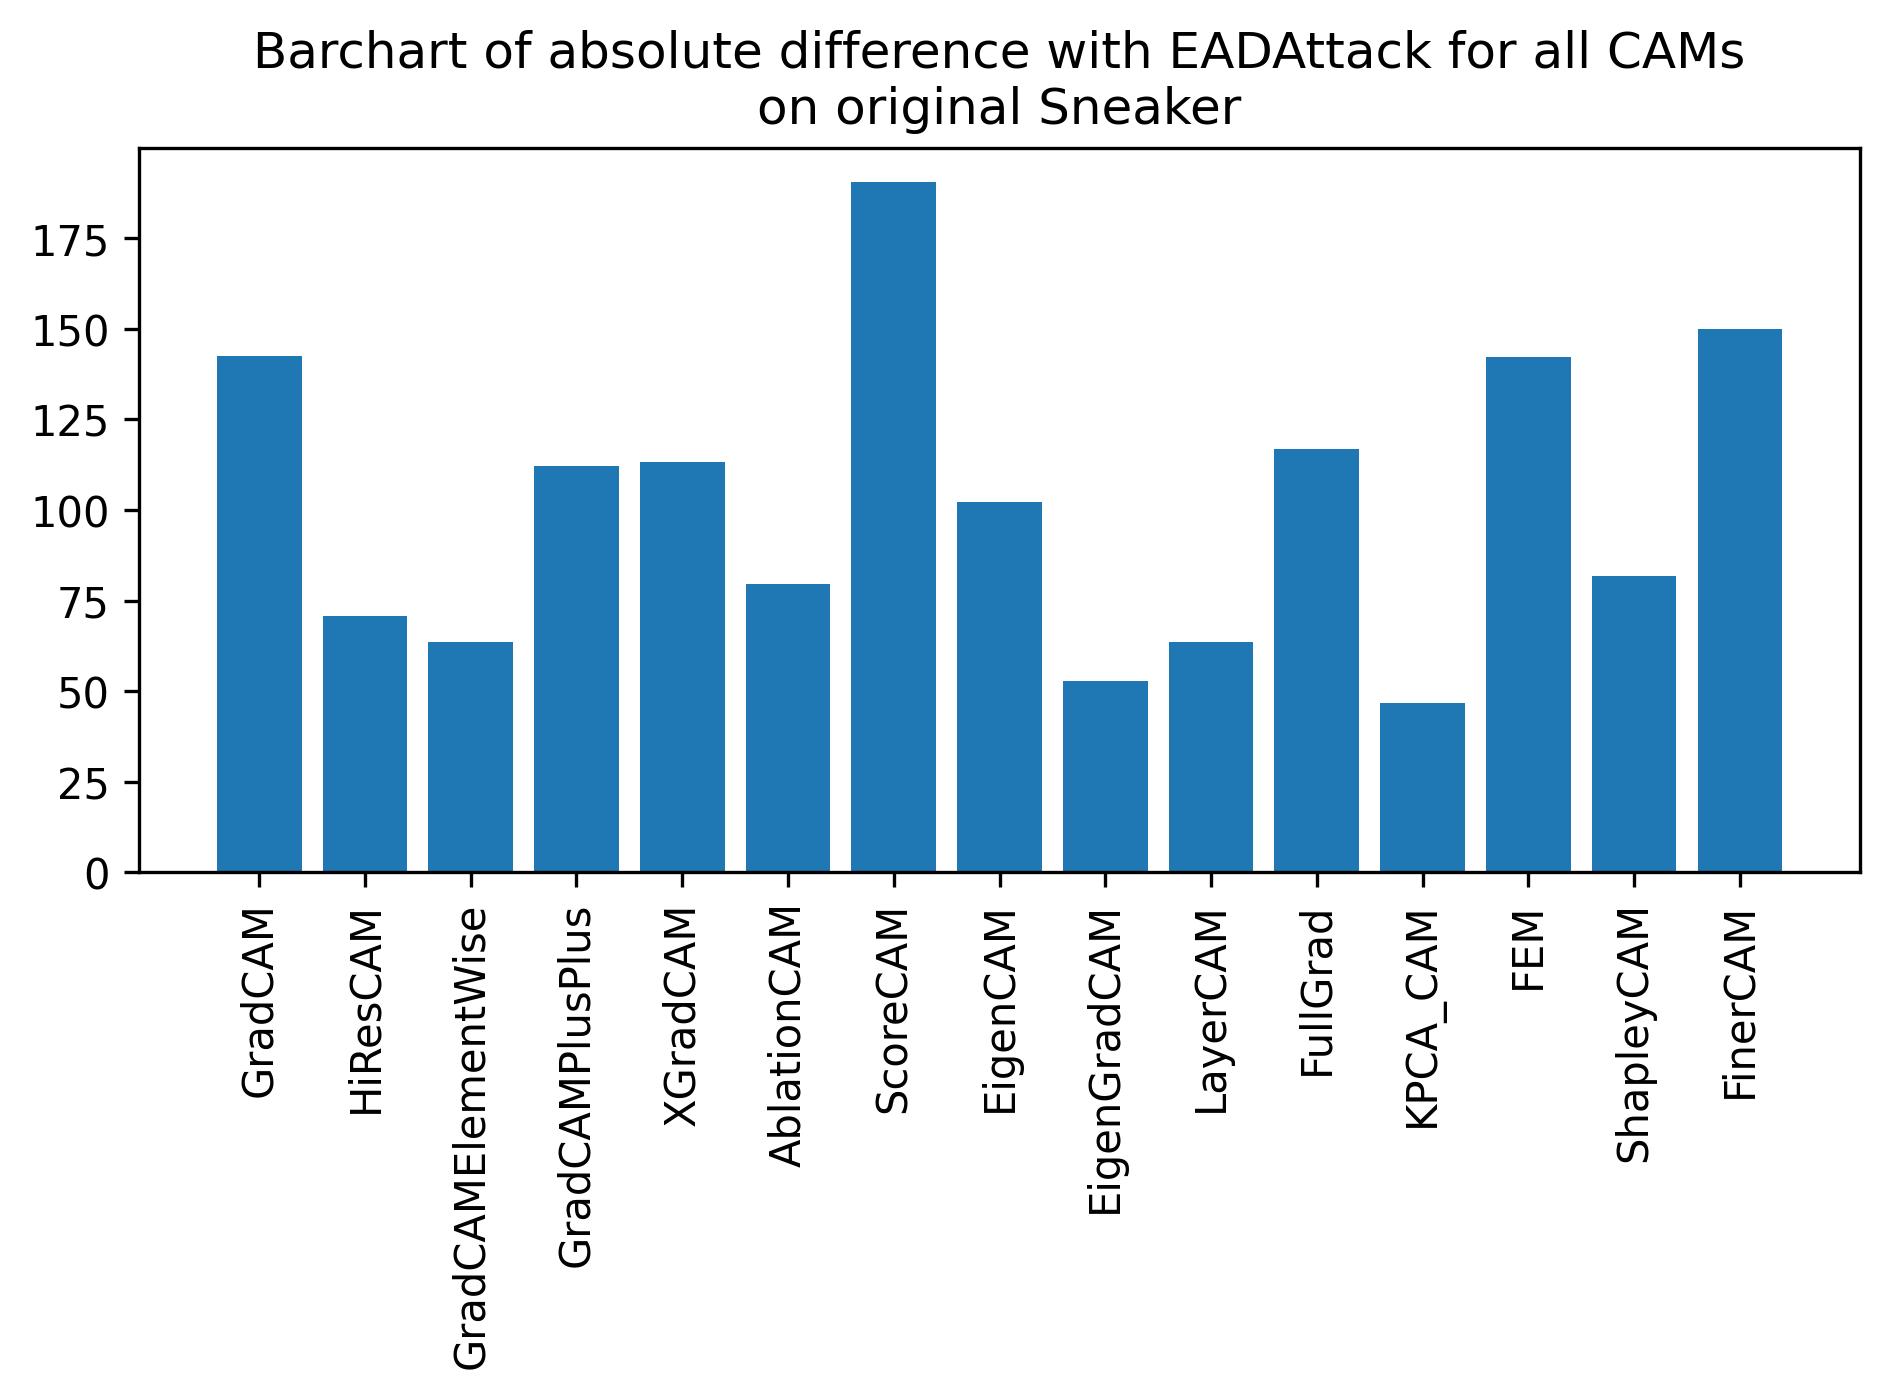 Barchart of absolute difference with EADAttack for all CAMs
on original Sneaker
175
150
125
100
75
50
25
0
GradCAM
HiResCAM
GradCAMElementWise
GradCAMPlusPlus
XGradCAM
AblationCAM
ScoreCAM
EigenCAM
EigenGradCAM
LayerCAM
FullGrad
KPCA_CAM
FEM
ShapleyCAM
FinerCAM